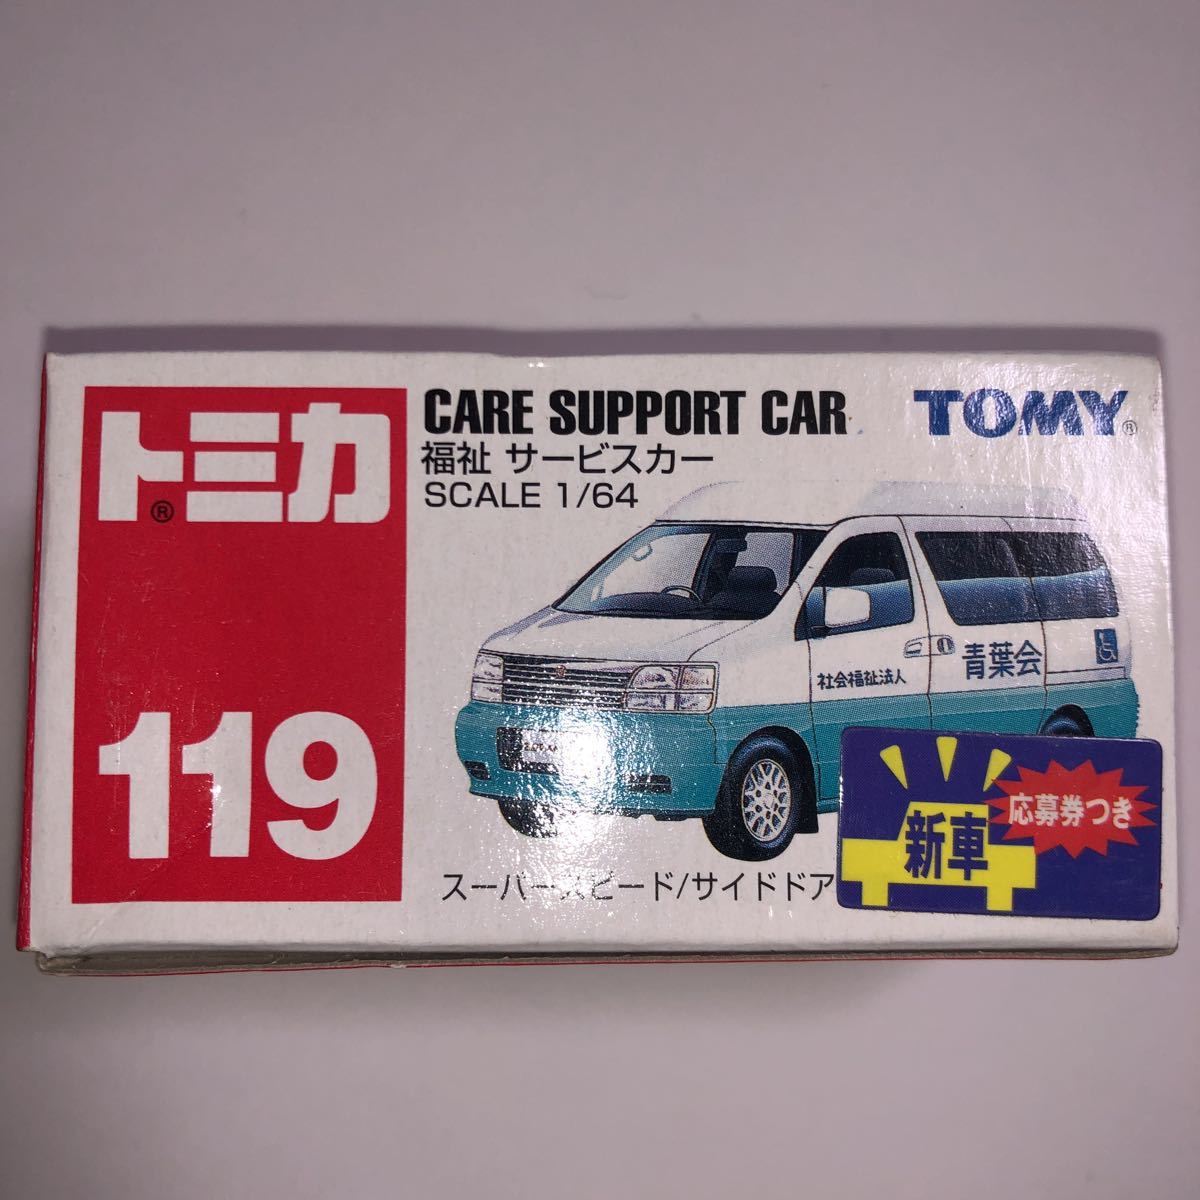 トミカ®
119
CARE SUPPORT CAR
福祉 サービスカー
SCALE 1/64
TOMY®
社会福祉法人
青葉会
新車
応募券つき
スーパースピード/サイドドア